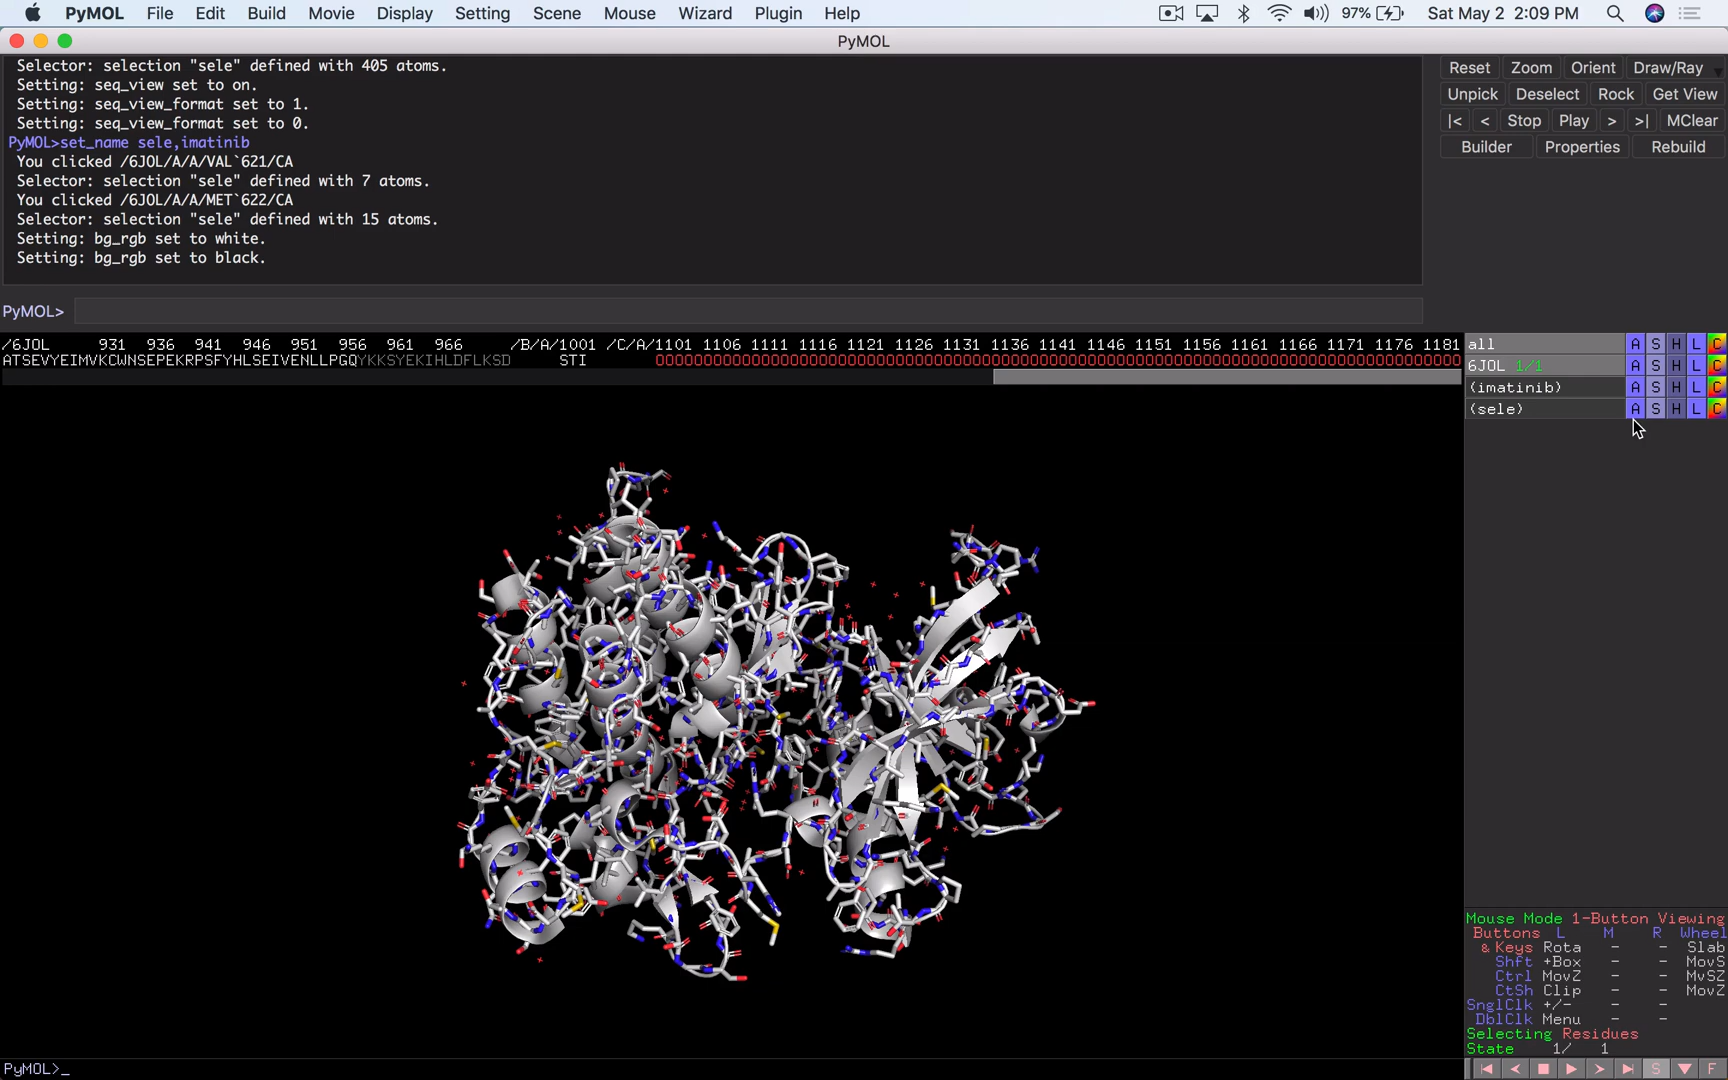 PyMOL File Edit Build Movie Display Setting Scene Mouse Wizard Plugin Help 97% Sat May 2 2:09 PM
PyMOL
Selector: selection "sele" defined with 405 atoms.
Setting: seq_view set to on.
Setting: seq_view_format set to 1.
Setting: seq_view_format set to 0.
PyMOL>set_name sele,imatinib
You clicked /6JOL/A/A/VAL`621/CA
Selector: selection "sele" defined with 7 atoms.
You clicked /6JOL/A/A/MET`622/CA
Selector: selection "sele" defined with 15 atoms.
Setting: bg_rgb set to white.
Setting: bg_rgb set to black.
PyMOL>
Reset Zoom Orient Draw/Ray
Unpick Deselect Rock Get View
|< < Stop Play > >| MClear
Builder Properties Rebuild
/6JOL 931 936 941 946 951 956 961 966 /B/A/1001 /C/A/1101 1106 1111 1116 1121 1126 1131 1136 1141 1146 1151 1156 1161 1166 1171 1176 1181
ATSEVYEIMVKCWNSEPEKRPSFYHLSEIVENLLPGQYKKSYEKIHLDFLKSD STI OOOOOOOOOOOOOOOOOOOOOOOOOOOOOOOOOOOOOOOOOOOOOOOOOOOOOOOOOOOOOOOOOOOOOOOOOOOOOOOOOOOOO
all A S H L C
6JOL 1/1 A S H L C
(imatinib) A S H L C
(sele) A S H L C
Mouse Mode 1-Button Viewing
Buttons L M R Wheel
& Keys Rota - - Slab
Shft +Box - - MovS
Ctrl MovZ - - MvSZ
CtSh Clip - - MovZ
SnglClk +/- - -
DblClk Menu - -
Selecting Residues
State 1/ 1
S F
PyMOL>_